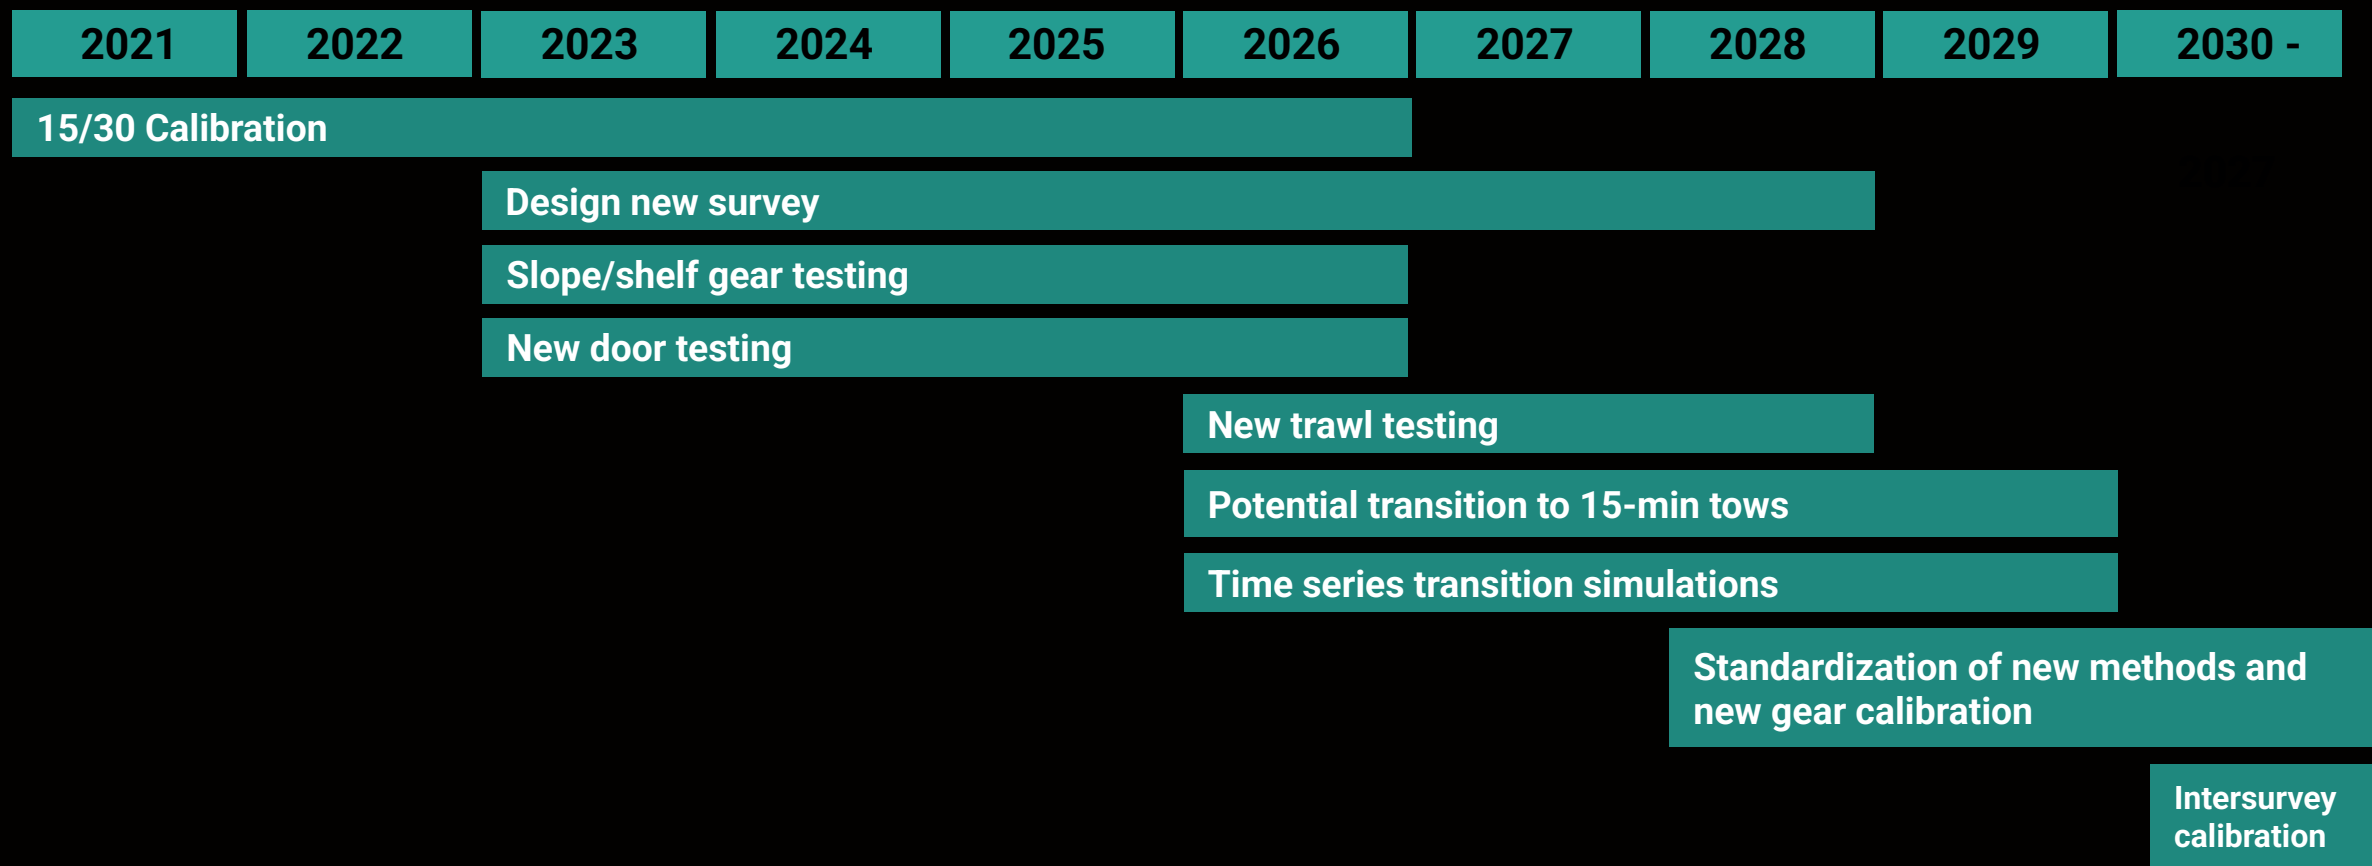 2021 2022 2023 2024 2025 2026 2027 2028 2029 2030 -
15/30 Calibration
Design new survey
Slope/shelf gear testing
New door testing
New trawl testing
Potential transition to 15-min tows
Time series transition simulations
Standardization of new methods and
new gear calibration
Intersurvey
calibration